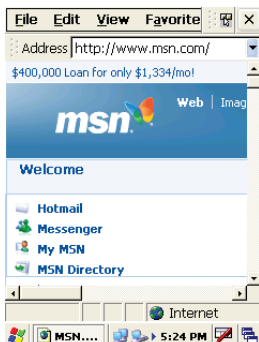 File Edit View Favorite
Address http://www.msn.com/
$400,000 Loan for only $1,334/mo!
msn
Web | Imag
Welcome
Hotmail
Messenger
My MSN
MSN Directory
Internet
MSN.... 5:24 PM